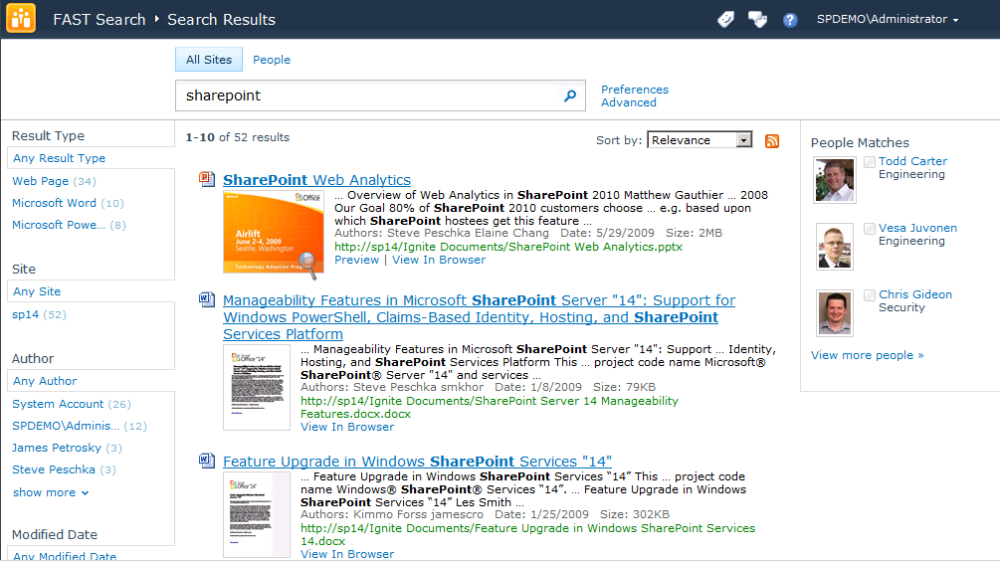 FAST Search ▸ Search Results
SPDEMO\Administrator
All Sites
People
sharepoint
Preferences
Advanced
Result Type
Any Result Type
Web Page (34)
Microsoft Word (10)
Microsoft Powe... (8)
Site
Any Site
sp14 (52)
Author
Any Author
System Account (26)
SPDEMO\Adminis... (12)
James Petrosky (3)
Steve Peschka (3)
show more
Modified Date
Any Modified Date
1-10 of 52 results
Sort by: Relevance
SharePoint Web Analytics
Office
Airlift
June 2-4, 2009
Seattle, Washington
... Overview of Web Analytics in SharePoint 2010 Matthew Gauthier ... 2008
Our Goal 80% of SharePoint 2010 customers choose ... e.g. based upon
which SharePoint hostees get this feature ...
Authors: Steve Peschka Elaine Chang Date: 5/29/2009 Size: 2MB
http://sp14/Ignite Documents/SharePoint Web Analytics.pptx
Preview | View In Browser
Manageability Features in Microsoft SharePoint Server "14": Support for
Windows PowerShell, Claims-Based Identity, Hosting, and SharePoint
Services Platform
Office "14"
... Manageability Features in Microsoft SharePoint Server "14": Support ... Identity,
Hosting, and SharePoint Services Platform This ... project code name Microsoft®
SharePoint® Server "14" and services ...
Authors: Steve Peschka smkhor Date: 1/8/2009 Size: 79KB
http://sp14/Ignite Documents/SharePoint Server 14 Manageability
Features.docx.docx
View In Browser
Feature Upgrade in Windows SharePoint Services "14"
Office "14"
... Feature Upgrade in Windows SharePoint Services “14” This ... project code
name Windows® SharePoint® Services “14”. ... Feature Upgrade in Windows
SharePoint Services “14” Les Smith ...
Authors: Kimmo Forss jamescro Date: 1/25/2009 Size: 302KB
http://sp14/Ignite Documents/Feature Upgrade in Windows SharePoint Services
14.docx
View In Browser
People Matches
Todd Carter
Engineering
Vesa Juvonen
Engineering
Chris Gideon
Security
View more people »